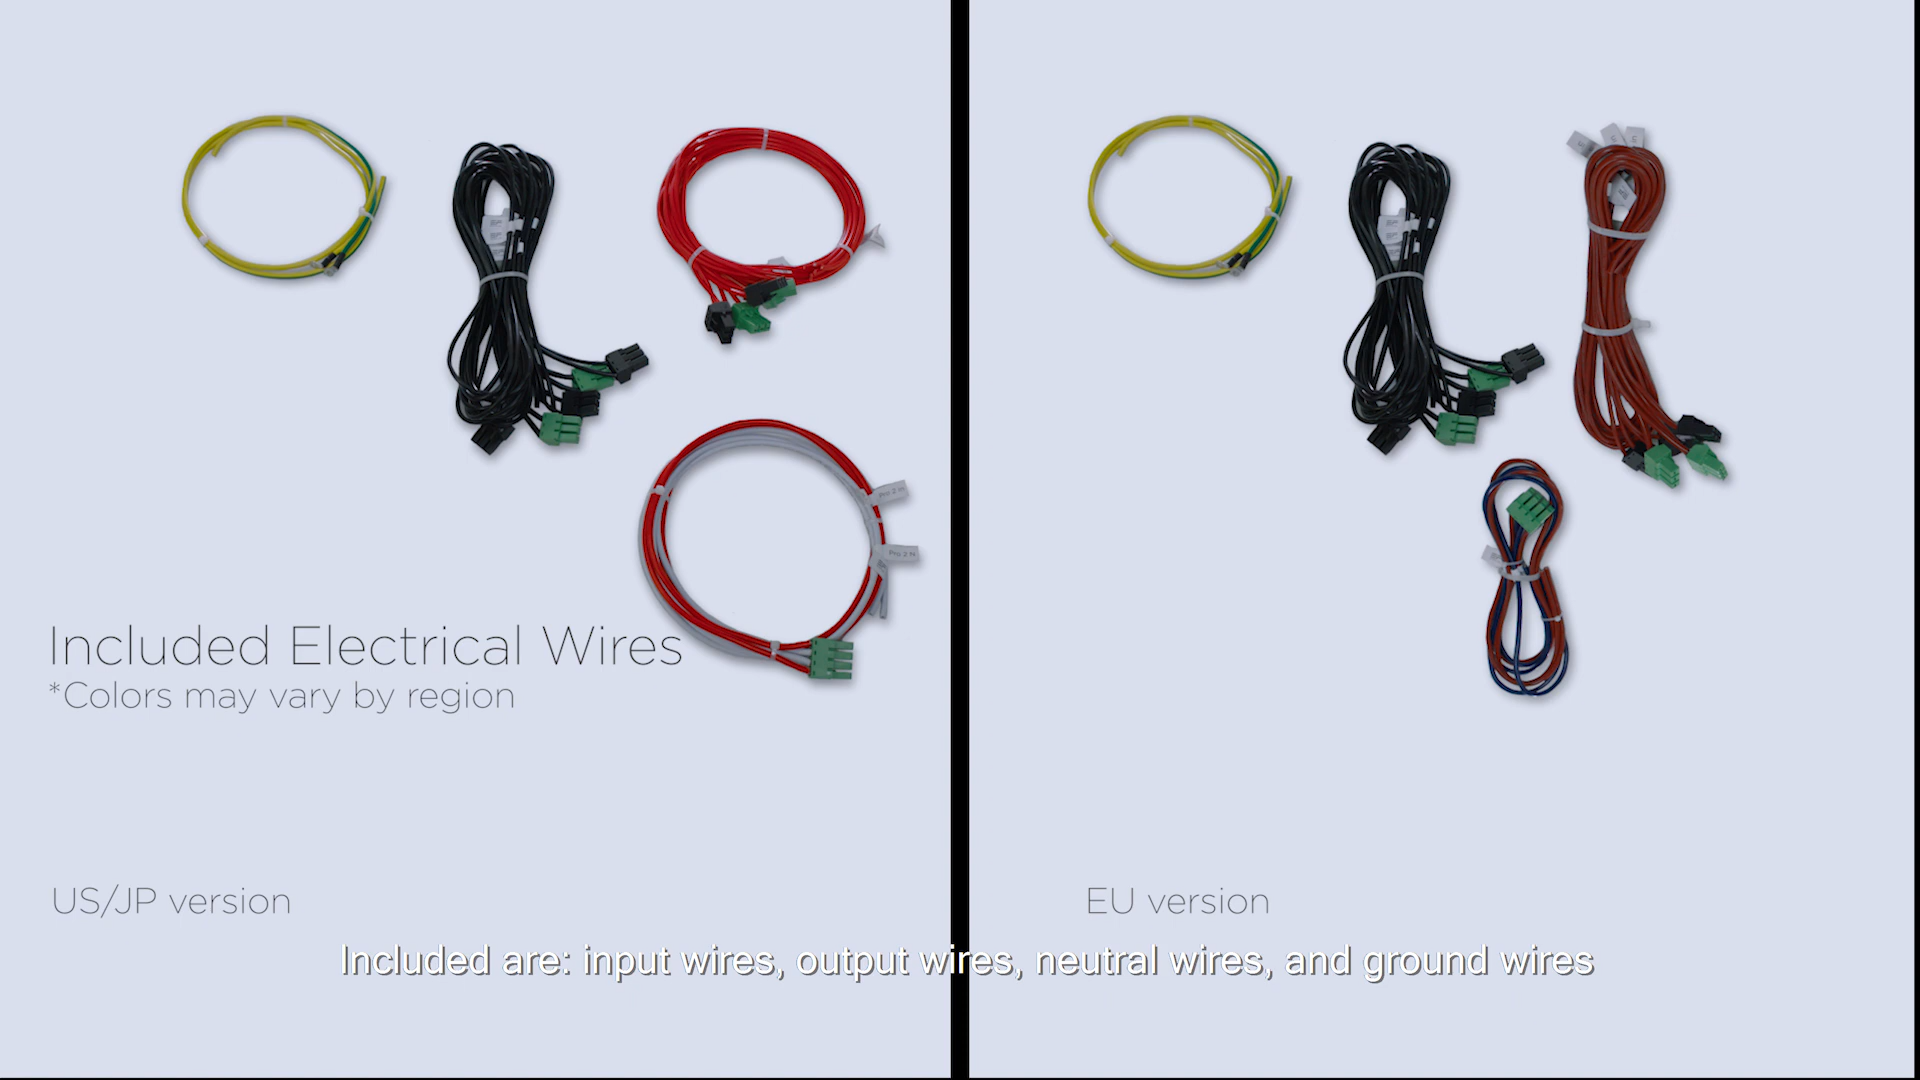 Included Electrical Wires
*Colors may vary by region
US/JP version
EU version
Included are: input wires, output wires, neutral wires, and ground wires